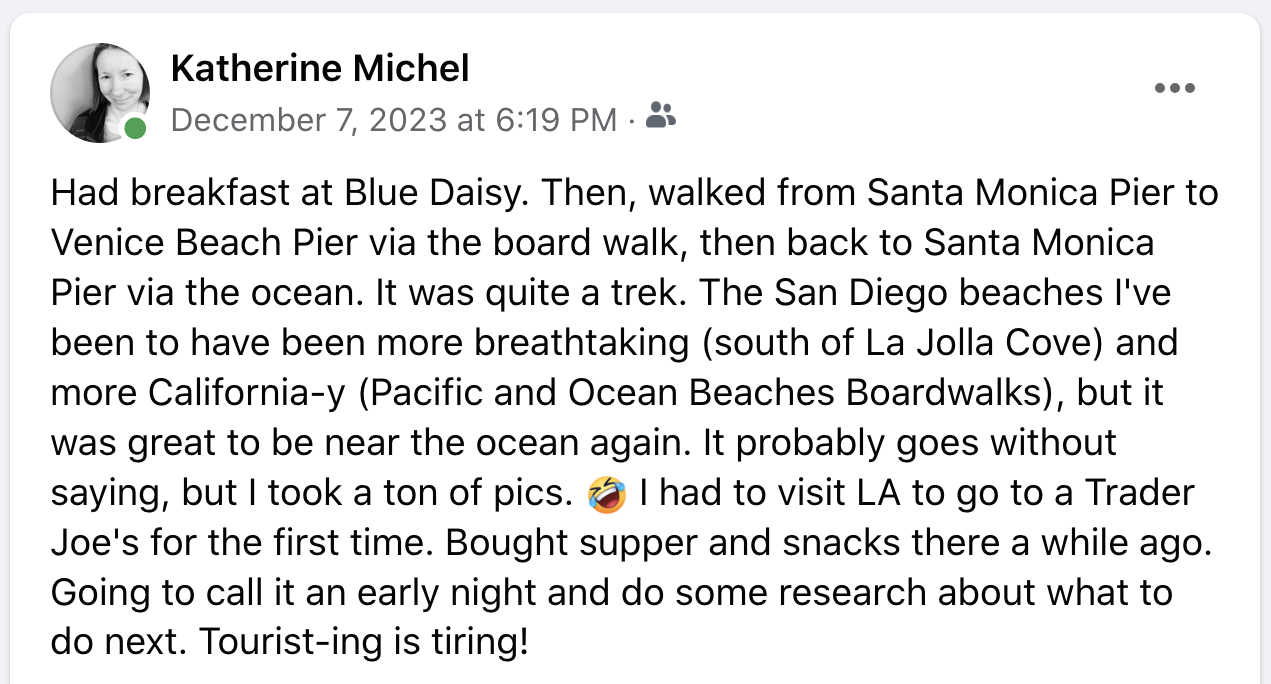 Katherine Michel
December 7, 2023 at 6:19 PM ·
Had breakfast at Blue Daisy. Then, walked from Santa Monica Pier to
Venice Beach Pier via the board walk, then back to Santa Monica
Pier via the ocean. It was quite a trek. The San Diego beaches I've
been to have been more breathtaking (south of La Jolla Cove) and
more California-y (Pacific and Ocean Beaches Boardwalks), but it
was great to be near the ocean again. It probably goes without
saying, but I took a ton of pics. 🤣 I had to visit LA to go to a Trader
Joe's for the first time. Bought supper and snacks there a while ago.
Going to call it an early night and do some research about what to
do next. Tourist-ing is tiring!